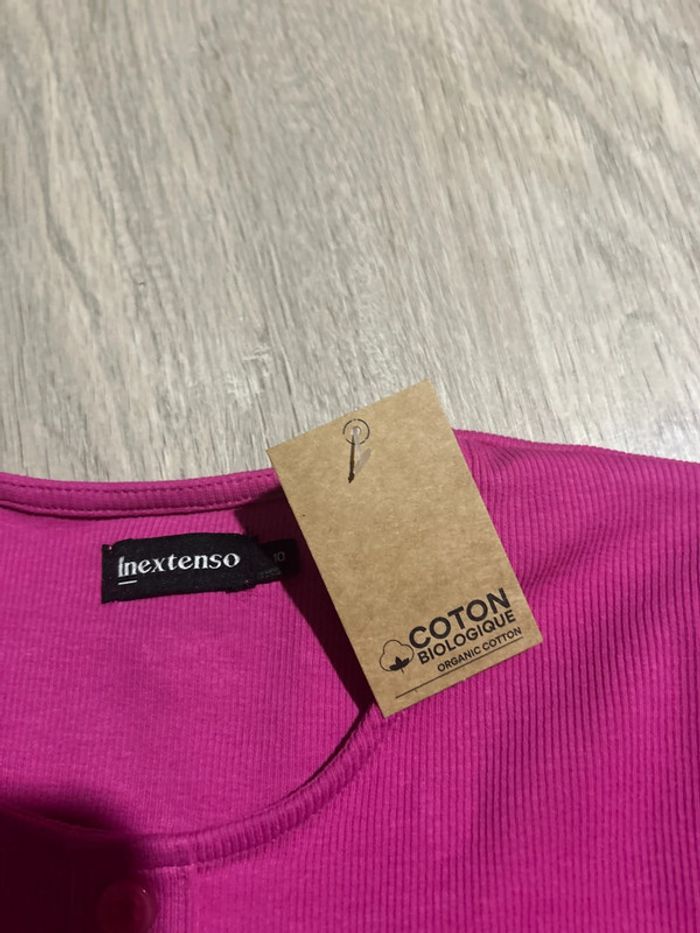 Inextenso
10
COTON
BIOLOGIQUE
ORGANIC COTTON